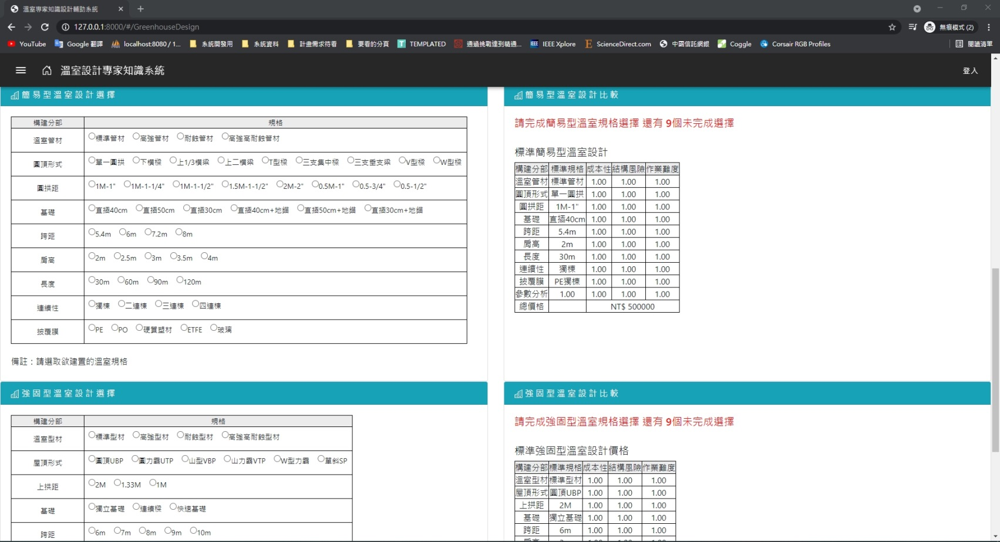 溫室專家知識設計輔助系統
127.0.0.1:8000/#/GreenhouseDesign
無痕模式 (2)
YouTube Google 翻譯 localhost:8080 / 1... 系統開發用 系統資料 計畫需求待看 要看的分頁 TEMPLATED 通過挑戰達到精通... IEEE Xplore ScienceDirect.com 中國信託網銀 Coggle Corsair RGB Profiles 閱讀清單
溫室設計專家知識系統
登入
簡易型溫室設計選擇
構建分部 規格
溫室管材 標準管材 高強管材 耐蝕管材 高強高耐蝕管材
圓頂形式 單一圓拱 下橫樑 上1/3橫梁 上二橫梁 T型樑 三支集中樑 三支垂支梁 V型樑 W型樑
圓拱距 1M-1" 1M-1-1/4" 1M-1-1/2" 1.5M-1-1/2" 2M-2" 0.5M-1" 0.5-3/4" 0.5-1/2"
基礎 直插40cm 直插50cm 直插30cm 直插40cm+地錨 直插50cm+地錨 直插30cm+地錨
跨距 5.4m 6m 7.2m 8m
肩高 2m 2.5m 3m 3.5m 4m
長度 30m 60m 90m 120m
連續性 獨棟 二連棟 三連棟 四連棟
披覆膜 PE PO 硬質塑材 ETFE 玻璃
備註：請選取欲建置的溫室規格
簡易型溫室設計比較
請完成簡易型溫室規格選擇 還有 9個未完成選擇
標準簡易型溫室設計
構建分部 標準規格 成本性 結構風險 作業難度
溫室管材 標準管材 1.00 1.00 1.00
圓頂形式 單一圓拱 1.00 1.00 1.00
圓拱距 1M-1" 1.00 1.00 1.00
基礎 直插40cm 1.00 1.00 1.00
跨距 5.4m 1.00 1.00 1.00
肩高 2m 1.00 1.00 1.00
長度 30m 1.00 1.00 1.00
連續性 獨棟 1.00 1.00 1.00
披覆膜 PE獨棟 1.00 1.00 1.00
參數分析 1.00 1.00 1.00 1.00
總價格 NT$ 500000
強固型溫室設計選擇
構建分部 規格
溫室型材 標準型材 高強型材 耐蝕型材 高強高耐蝕型材
屋頂形式 圓頂UBP 圓力霸UTP 山型VBP 山力霸VTP W型力霸 單斜SP
上拱距 2M 1.33M 1M
基礎 獨立基礎 連續樑 快速基礎
跨距 6m 7m 8m 9m 10m
強固型溫室設計比較
請完成強固型溫室規格選擇 還有 9個未完成選擇
標準強固型溫室設計價格
構建分部 標準規格 成本性 結構風險 作業難度
溫室型材 標準型材 1.00 1.00 1.00
屋頂形式 圓頂UBP 1.00 1.00 1.00
上拱距 2M 1.00 1.00 1.00
基礎 獨立基礎 1.00 1.00 1.00
跨距 6m 1.00 1.00 1.00